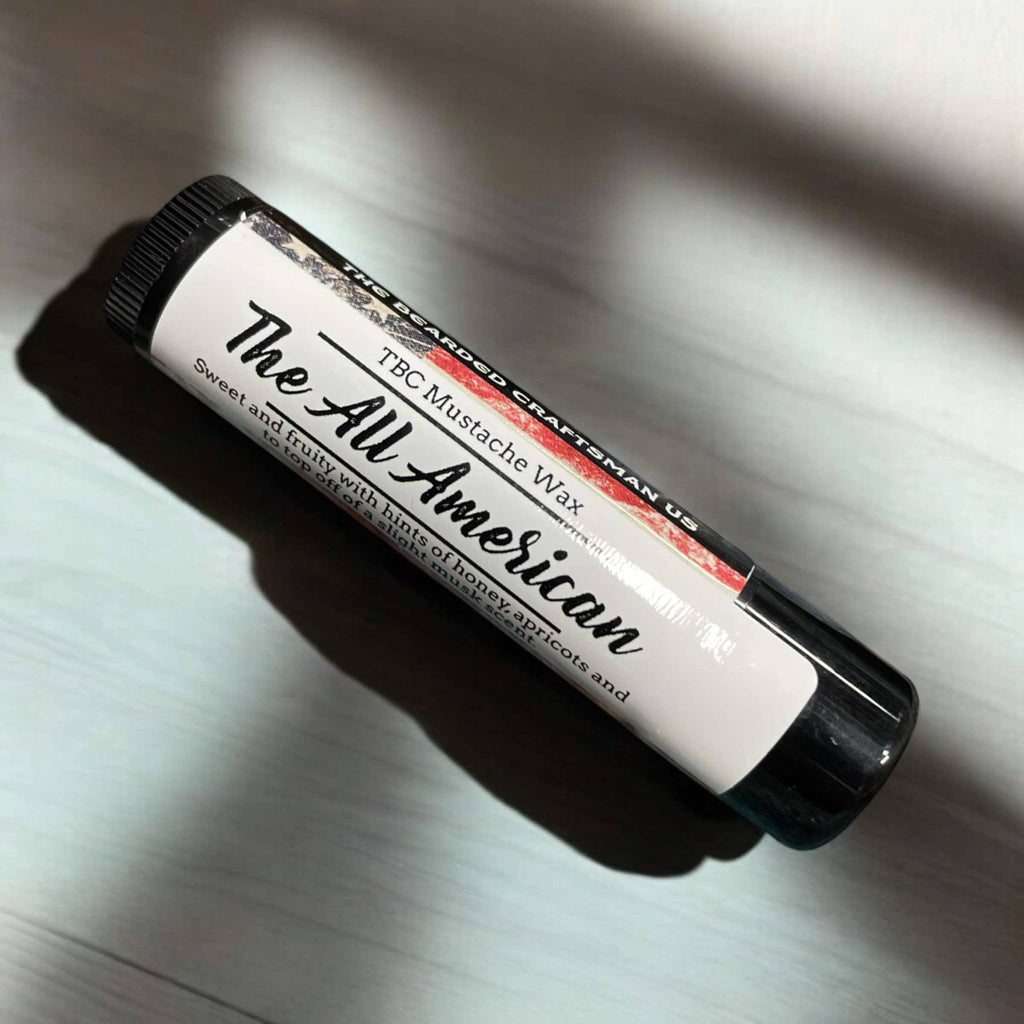 THE BEARDED CRAFTSMAN US
TBC Mustache Wax
The All American
Sweet and fruity with hints of honey, apricots and
to top off of a slight musk scent.